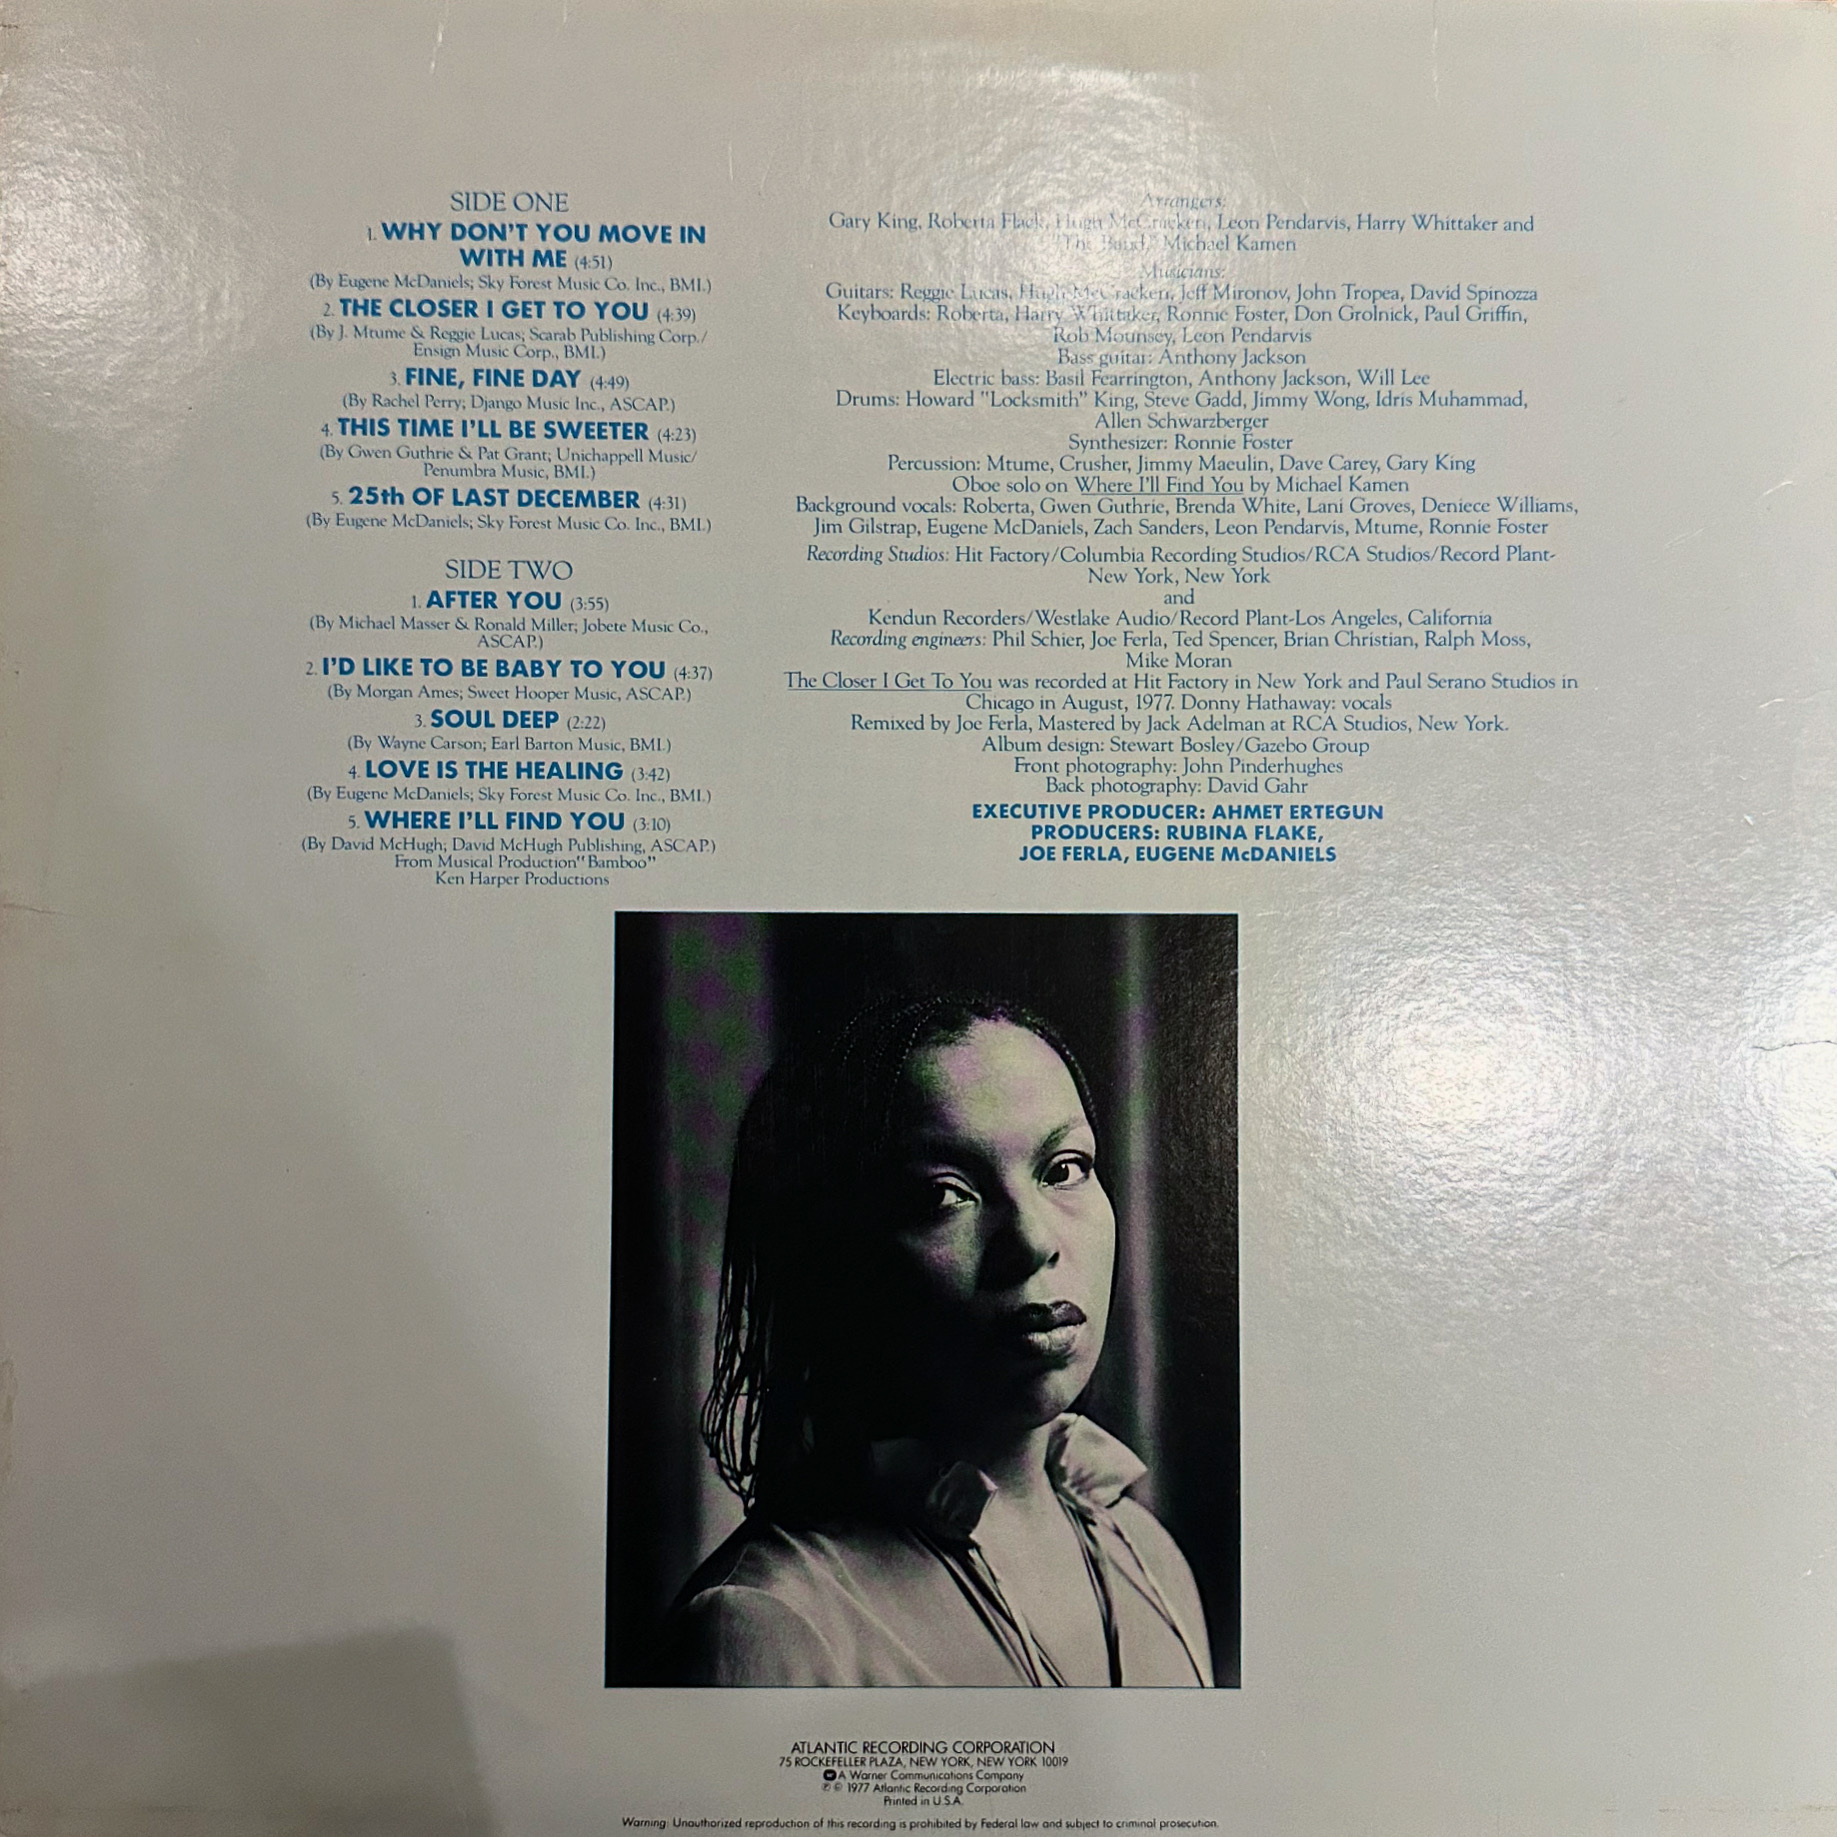 SIDE ONE
1. WHY DON'T YOU MOVE IN
WITH ME (4:51)
(By Eugene McDaniels; Sky Forest Music Co. Inc., BMI.)
2. THE CLOSER I GET TO YOU (4:39)
(By J. Mtume & Reggie Lucas; Scarab Publishing Corp./
Ensign Music Corp., BMI.)
3. FINE, FINE DAY (4:49)
(By Rachel Perry; Django Music Inc., ASCAP.)
4. THIS TIME I'LL BE SWEETER (4:23)
(By Gwen Guthrie & Pat Grant; Unichappell Music/
Penumbra Music, BMI.)
5. 25th OF LAST DECEMBER (4:31)
(By Eugene McDaniels; Sky Forest Music Co. Inc., BMI.)
SIDE TWO
1. AFTER YOU (3:55)
(By Michael Masser & Ronald Miller; Jobete Music Co.,
ASCAP.)
2. I'D LIKE TO BE BABY TO YOU (4:37)
(By Morgan Ames; Sweet Hooper Music, ASCAP.)
3. SOUL DEEP (2:22)
(By Wayne Carson; Earl Barton Music, BMI.)
4. LOVE IS THE HEALING (3:42)
(By Eugene McDaniels; Sky Forest Music Co. Inc., BMI.)
5. WHERE I'LL FIND YOU (3:10)
(By David McHugh; David McHugh Publishing, ASCAP.)
From Musical Production "Bamboo"
Ken Harper Productions
Arrangers:
Gary King, Roberta Flack, Hugh McCracken, Leon Pendarvis, Harry Whittaker and
"The Band," Michael Kamen
Musicians:
Guitars: Reggie Lucas, Hugh McCracken, Jeff Mironov, John Tropea, David Spinozza
Keyboards: Roberta, Harry Whittaker, Ronnie Foster, Don Grolnick, Paul Griffin,
Rob Mounsey, Leon Pendarvis
Bass guitar: Anthony Jackson
Electric bass: Basil Fearrington, Anthony Jackson, Will Lee
Drums: Howard "Locksmith" King, Steve Gadd, Jimmy Wong, Idris Muhammad,
Allen Schwarzberger
Synthesizer: Ronnie Foster
Percussion: Mtume, Crusher, Jimmy Maeulin, Dave Carey, Gary King
Oboe solo on Where I'll Find You by Michael Kamen
Background vocals: Roberta, Gwen Guthrie, Brenda White, Lani Groves, Deniece Williams,
Jim Gilstrap, Eugene McDaniels, Zach Sanders, Leon Pendarvis, Mtume, Ronnie Foster
Recording Studios: Hit Factory/Columbia Recording Studios/RCA Studios/Record Plant-
New York, New York
and
Kendun Recorders/Westlake Audio/Record Plant-Los Angeles, California
Recording engineers: Phil Schier, Joe Ferla, Ted Spencer, Brian Christian, Ralph Moss,
Mike Moran
The Closer I Get To You was recorded at Hit Factory in New York and Paul Serano Studios in
Chicago in August, 1977. Donny Hathaway: vocals
Remixed by Joe Ferla, Mastered by Jack Adelman at RCA Studios, New York.
Album design: Stewart Bosley/Gazebo Group
Front photography: John Pinderhughes
Back photography: David Gahr
EXECUTIVE PRODUCER: AHMET ERTEGUN
PRODUCERS: RUBINA FLAKE,
JOE FERLA, EUGENE McDANIELS
ATLANTIC RECORDING CORPORATION
75 ROCKEFELLER PLAZA, NEW YORK, NEW YORK 10019
A Warner Communications Company
℗ © 1977 Atlantic Recording Corporation
Printed in U.S.A.
Warning: Unauthorized reproduction of this recording is prohibited by Federal law and subject to criminal prosecution.